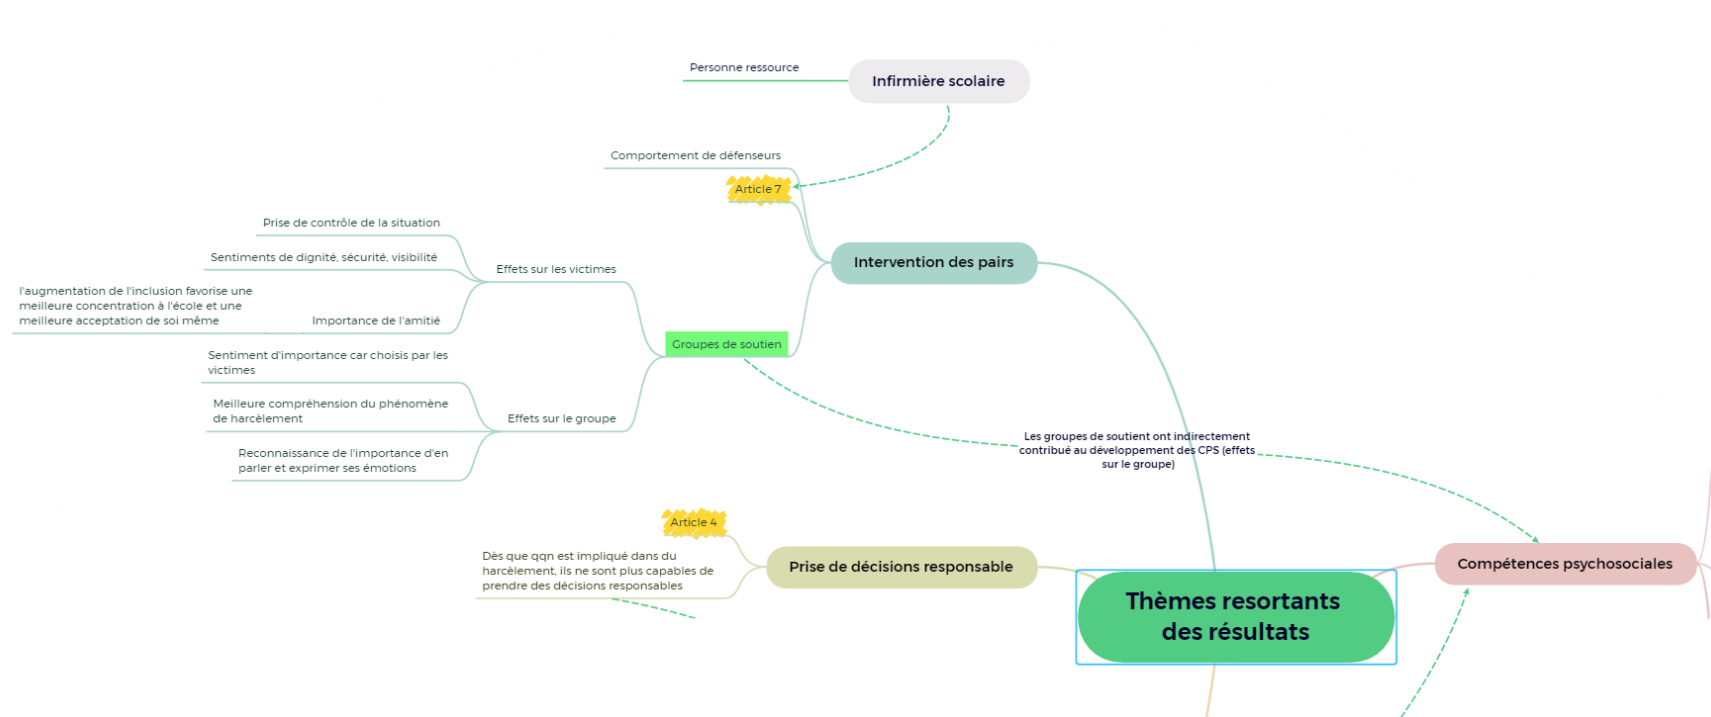 Personne ressource
Infirmière scolaire
Comportement de défenseurs
Article 7
Prise de contrôle de la situation
Sentiments de dignité, sécurité, visibilité
Effets sur les victimes
Intervention des pairs
l'augmentation de l'inclusion favorise une
meilleure concentration à l'école et une
meilleure acceptation de soi même
Importance de l'amitié
Groupes de soutien
Sentiment d'importance car choisis par les
victimes
Meilleure compréhension du phénomène
de harcèlement
Effets sur le groupe
Reconnaissance de l'importance d'en
parler et exprimer ses émotions
Les groupes de soutient ont indirectement
contribué au développement des CPS (effets
sur le groupe)
Article 4
Dès que qqn est impliqué dans du
harcèlement, ils ne sont plus capables de
prendre des décisions responsables
Prise de décisions responsable
Compétences psychosociales
Thèmes resortants
des résultats